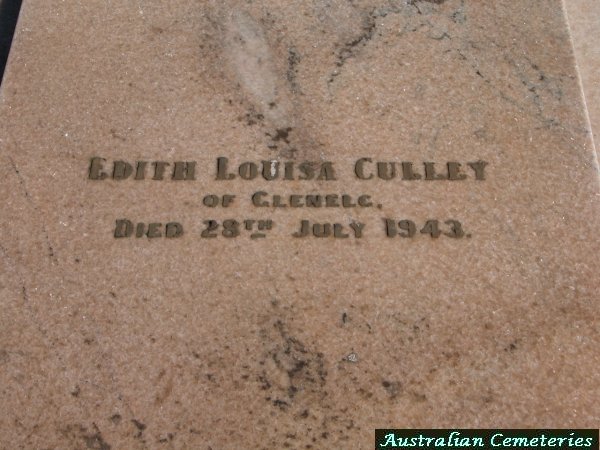 EDITH LOUISA CULLEY
OF GLENELG.
DIED 28TH JULY 1943.
Australian Cemeteries